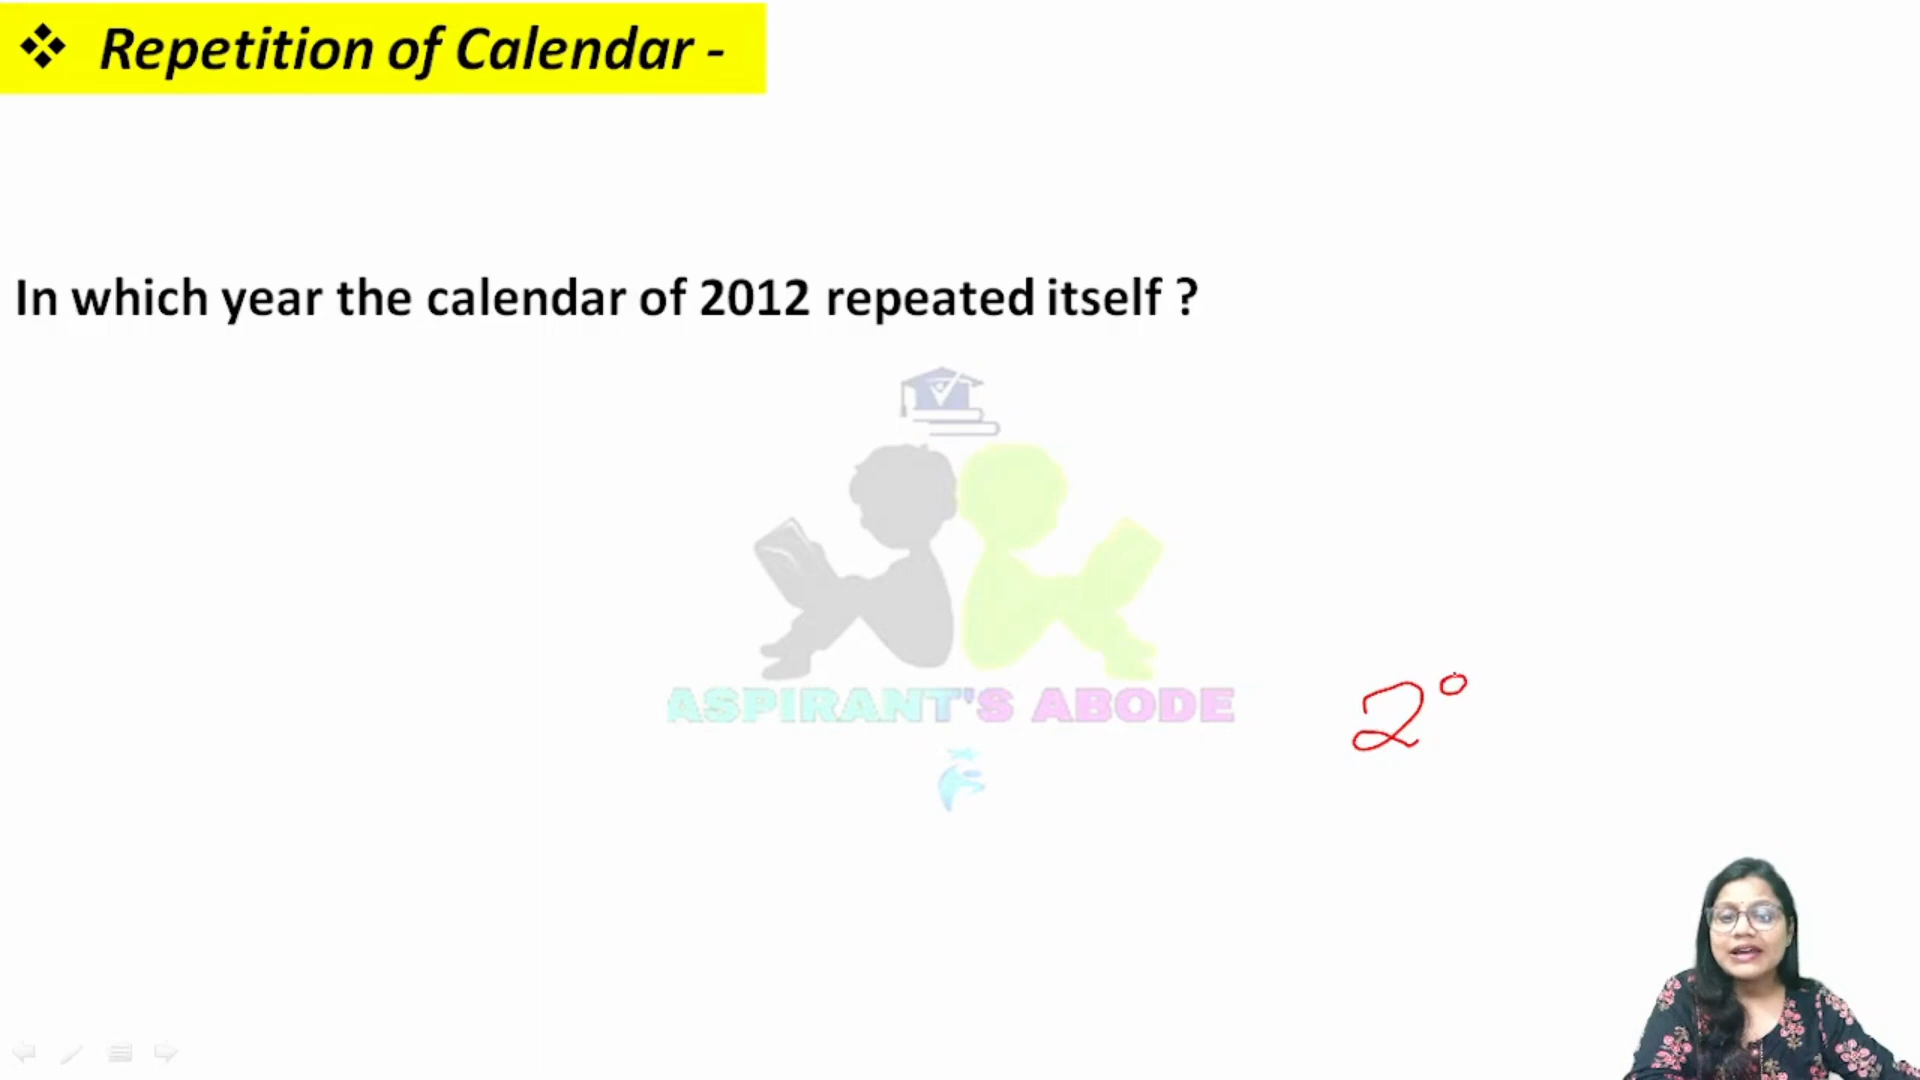 ❖ Repetition of Calendar -
In which year the calendar of 2012 repeated itself ?
ASPIRANT'S ABODE
2°